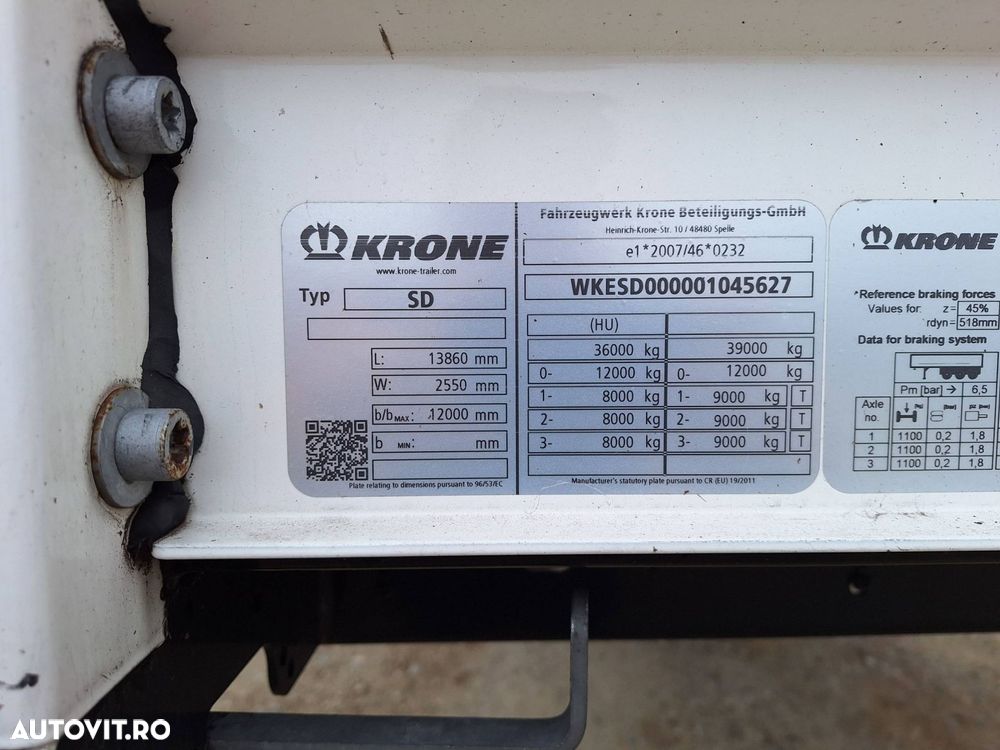 KRONE
www.krone-trailer.com
Typ SD
L: 13860 mm
W: 2550 mm
b/b MAX: 12000 mm
b MIN: mm
Plate relating to dimensions pursuant to 96/53/EC
Fahrzeugwerk Krone Beteiligungs-GmbH
Heinrich-Krone-Str. 10 / 48480 Spelle
e1*2007/46*0232
WKESD000001045627
(HU)
36000 kg 39000 kg
0- 12000 kg 0- 12000 kg
1- 8000 kg 1- 9000 kg T
2- 8000 kg 2- 9000 kg T
3- 8000 kg 3- 9000 kg T
Manufacturer's statutory plate pursuant to CR (EU) 19/2011
KRONE
*Reference braking forces
Values for: z= 45%
rdyn= 518mm
Data for braking system
Pm [bar] → 6,5
Axle no. [bar] pz [bar]
1 1100 0,2 1,8
2 1100 0,2 1,8
3 1100 0,2 1,8
AUTOVIT.RO